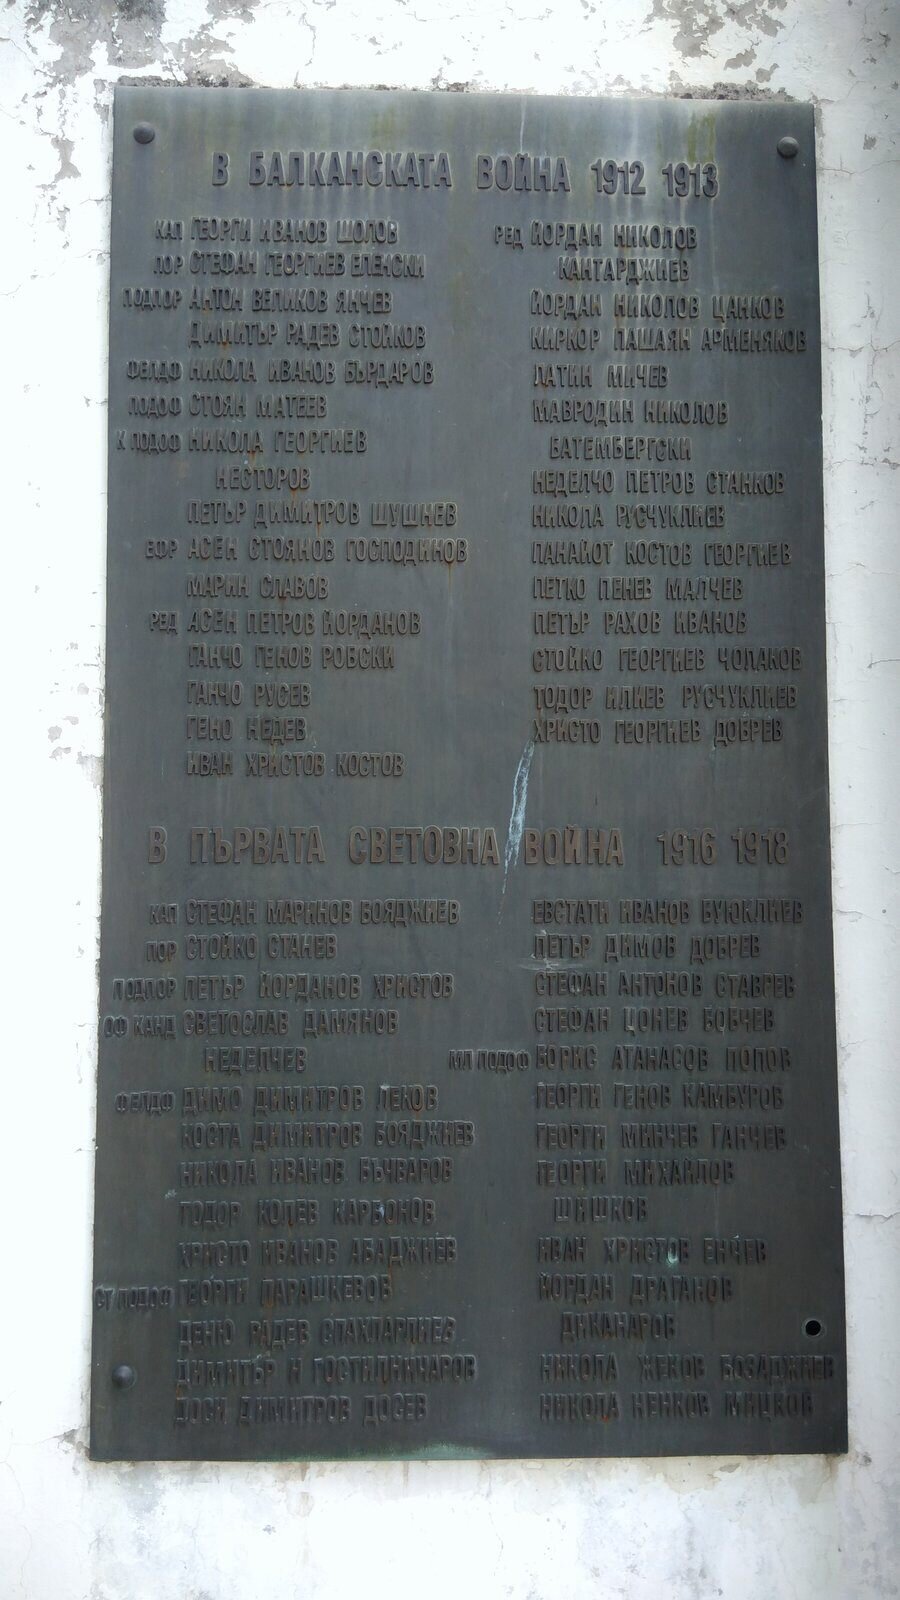 В БАЛКАНСКАТА ВОЙНА 1912 1913
КАП ГЕОРГИ ИВАНОВ ШОПОВ
ПОР СТЕФАН ГЕОРГИЕВ ЕЛЕНСКИ
ПОДПОР АНТОН ВЕЛИКОВ ЯНЧЕВ
ДИМИТЪР РАДЕВ СТОЙКОВ
ФЕЛДФ НИКОЛА ИВАНОВ БЪРДАРОВ
ПОДОФ СТОЯН МАТЕЕВ
К ПОДОФ НИКОЛА ГЕОРГИЕВ
НЕСТОРОВ
ПЕТЪР ДИМИТРОВ ШУШНЕВ
ЕФР АСЕН СТОЯНОВ ГОСПОДИНОВ
МАРИН СЛАВОВ
РЕД АСЕН ПЕТРОВ ЙОРДАНОВ
ГАНЧО ГЕНОВ РОБСКИ
ГАНЧО РУСЕВ
ГЕНО НЕДЕВ
ИВАН ХРИСТОВ КОСТОВ
РЕД ЙОРДАН НИКОЛОВ
КАНТАРДЖИЕВ
ЙОРДАН НИКОЛОВ ЦАНКОВ
КИРКОР ПАШАЯН АРМЕНЯКОВ
ЛАТИН МИЧЕВ
МАВРОДИН НИКОЛОВ
БАТЕМБЕРГСКИ
НЕДЕЛЧО ПЕТРОВ СТАНКОВ
НИКОЛА РУСЧУКЛИЕВ
ПАНАЙОТ КОСТОВ ГЕОРГИЕВ
ПЕТКО ПЕНЕВ МАЛЧЕВ
ПЕТЪР РАХОВ ИВАНОВ
СТОЙКО ГЕОРГИЕВ ЧОЛАКОВ
ТОДОР ИЛИЕВ РУСЧУКЛИЕВ
ХРИСТО ГЕОРГИЕВ ДОБРЕВ
В ПЪРВАТА СВЕТОВНА ВОЙНА 1916 1918
КАП СТЕФАН МАРИНОВ БОЯДЖИЕВ
ПОР СТОЙКО СТАНЕВ
ПОДПОР ПЕТЪР ЙОРДАНОВ ХРИСТОВ
ОФ КАНД СВЕТОСЛАВ ДАМЯНОВ
НЕДЕЛЧЕВ
ФЕЛДФ ДИМО ДИМИТРОВ ЛЕКОВ
КОСТА ДИМИТРОВ БОЯДЖИЕВ
НИКОЛА ИВАНОВ БЪЧВАРОВ
ТОДОР КОЛЕВ КАРБОНОВ
ХРИСТО ИВАНОВ АБАДЖИЕВ
СТ ПОДОФ ГЕОРГИ ПАРАШКЕВОВ
ДЕНЮ РАДЕВ СПАХЛАРЛИЕВ
ДИМИТЪР Н ГОСТИЛНИЧАРОВ
ДОСИ ДИМИТРОВ ДОСЕВ
ЕВСТАТИ ИВАНОВ БУЮКЛИЕВ
ПЕТЪР ДИМОВ ДОБРЕВ
СТЕФАН АНТОНОВ СТАВРЕВ
СТЕФАН ЦОНЕВ БОБЧЕВ
МЛ ПОДОФ БОРИС АТАНАСОВ ПОПОВ
ГЕОРГИ ГЕНОВ КАМБУРОВ
ГЕОРГИ МИНЧЕВ ГАНЧЕВ
ГЕОРГИ МИХАЙЛОВ
ШИШКОВ
ИВАН ХРИСТОВ ЕНЧЕВ
ЙОРДАН ДРАГАНОВ
ДИКАНАРОВ
НИКОЛА ЖЕКОВ БОЗАДЖИЕВ
НИКОЛА НЕНКОВ МИЦКОВ